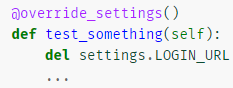 @override_settings()
def test_something(self):
    del settings.LOGIN_URL
    ...